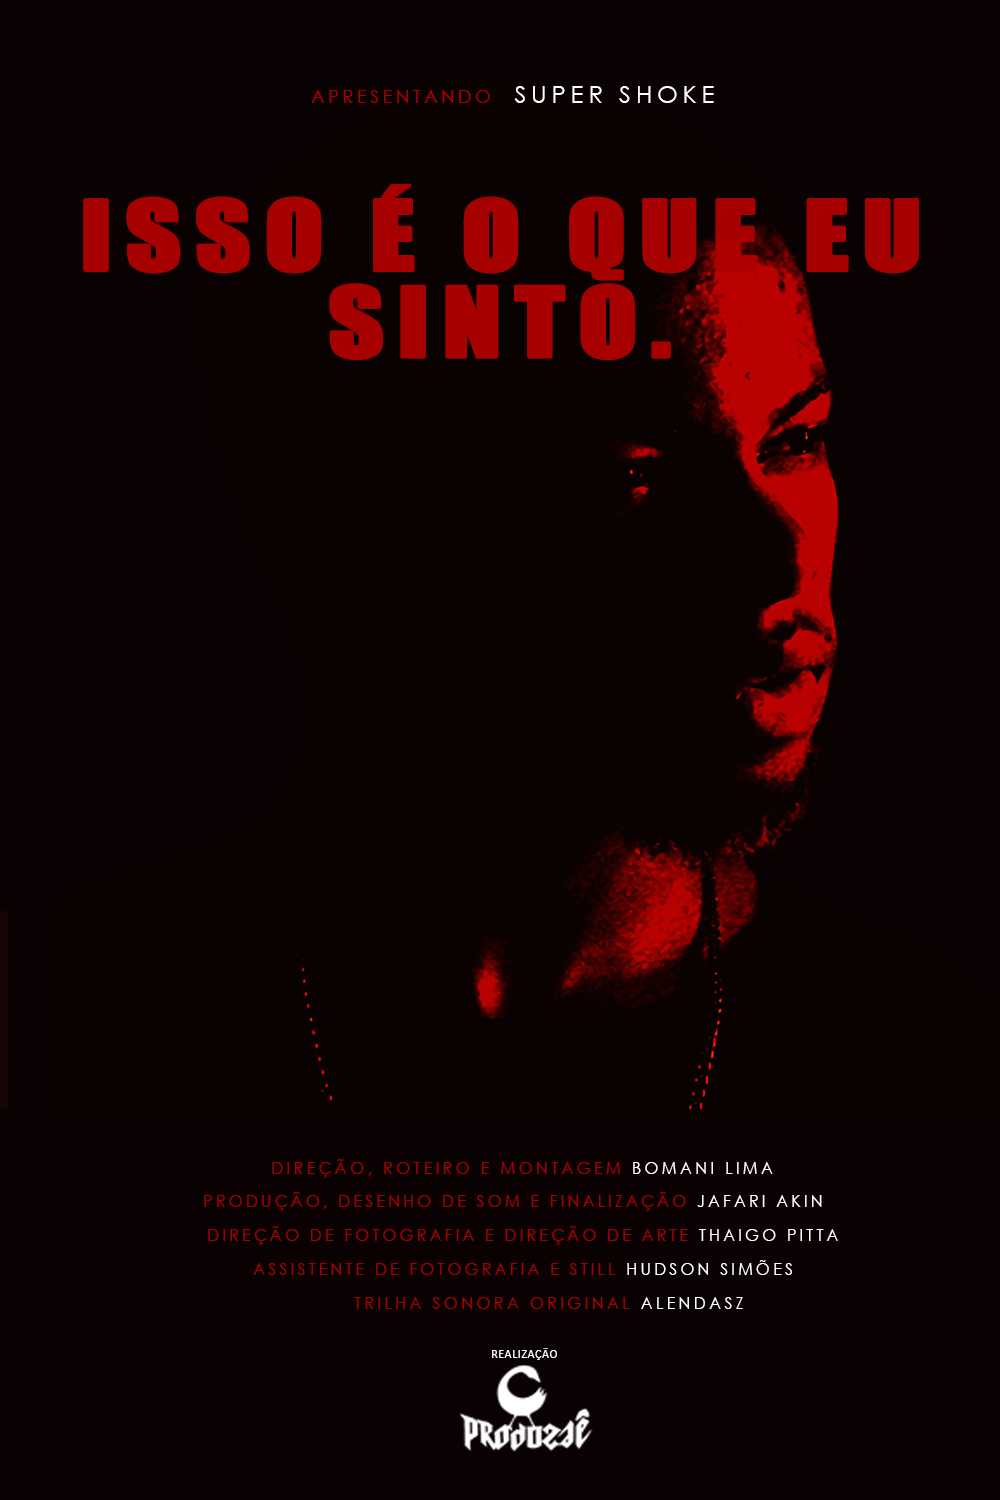 APRESENTANDO SUPER SHOKE
ISSO É O QUE EU
SINTO.
DIREÇÃO, ROTEIRO E MONTAGEM BOMANI LIMA
PRODUÇÃO, DESENHO DE SOM E FINALIZAÇÃO JAFARI AKIN
DIREÇÃO DE FOTOGRAFIA E DIREÇÃO DE ARTE THAIGO PITTA
ASSISTENTE DE FOTOGRAFIA E STILL HUDSON SIMÕES
TRILHA SONORA ORIGINAL ALENDASZ
REALIZAÇÃO
PRODUZSÊ